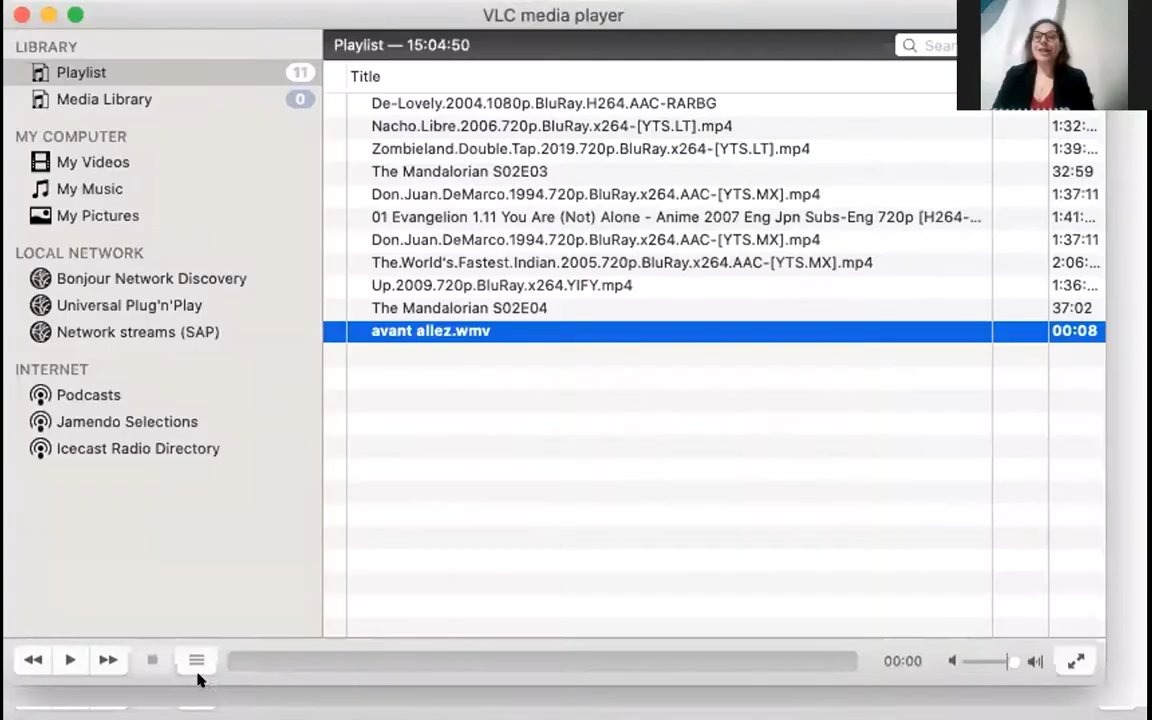 VLC media player
LIBRARY
Playlist
11
Media Library
0
MY COMPUTER
My Videos
My Music
My Pictures
LOCAL NETWORK
Bonjour Network Discovery
Universal Plug'n'Play
Network streams (SAP)
INTERNET
Podcasts
Jamendo Selections
Icecast Radio Directory
Playlist — 15:04:50
Sear
Title
De-Lovely.2004.1080p.BluRay.H264.AAC-RARBG
Nacho.Libre.2006.720p.BluRay.x264-[YTS.LT].mp4 1:32:...
Zombieland.Double.Tap.2019.720p.BluRay.x264-[YTS.LT].mp4 1:39:...
The Mandalorian S02E03 32:59
Don.Juan.DeMarco.1994.720p.BluRay.x264.AAC-[YTS.MX].mp4 1:37:11
01 Evangelion 1.11 You Are (Not) Alone - Anime 2007 Eng Jpn Subs-Eng 720p [H264-... 1:41:...
Don.Juan.DeMarco.1994.720p.BluRay.x264.AAC-[YTS.MX].mp4 1:37:11
The.World's.Fastest.Indian.2005.720p.BluRay.x264.AAC-[YTS.MX].mp4 2:06:...
Up.2009.720p.BluRay.x264.YIFY.mp4 1:36:...
The Mandalorian S02E04 37:02
avant allez.wmv 00:08
00:00